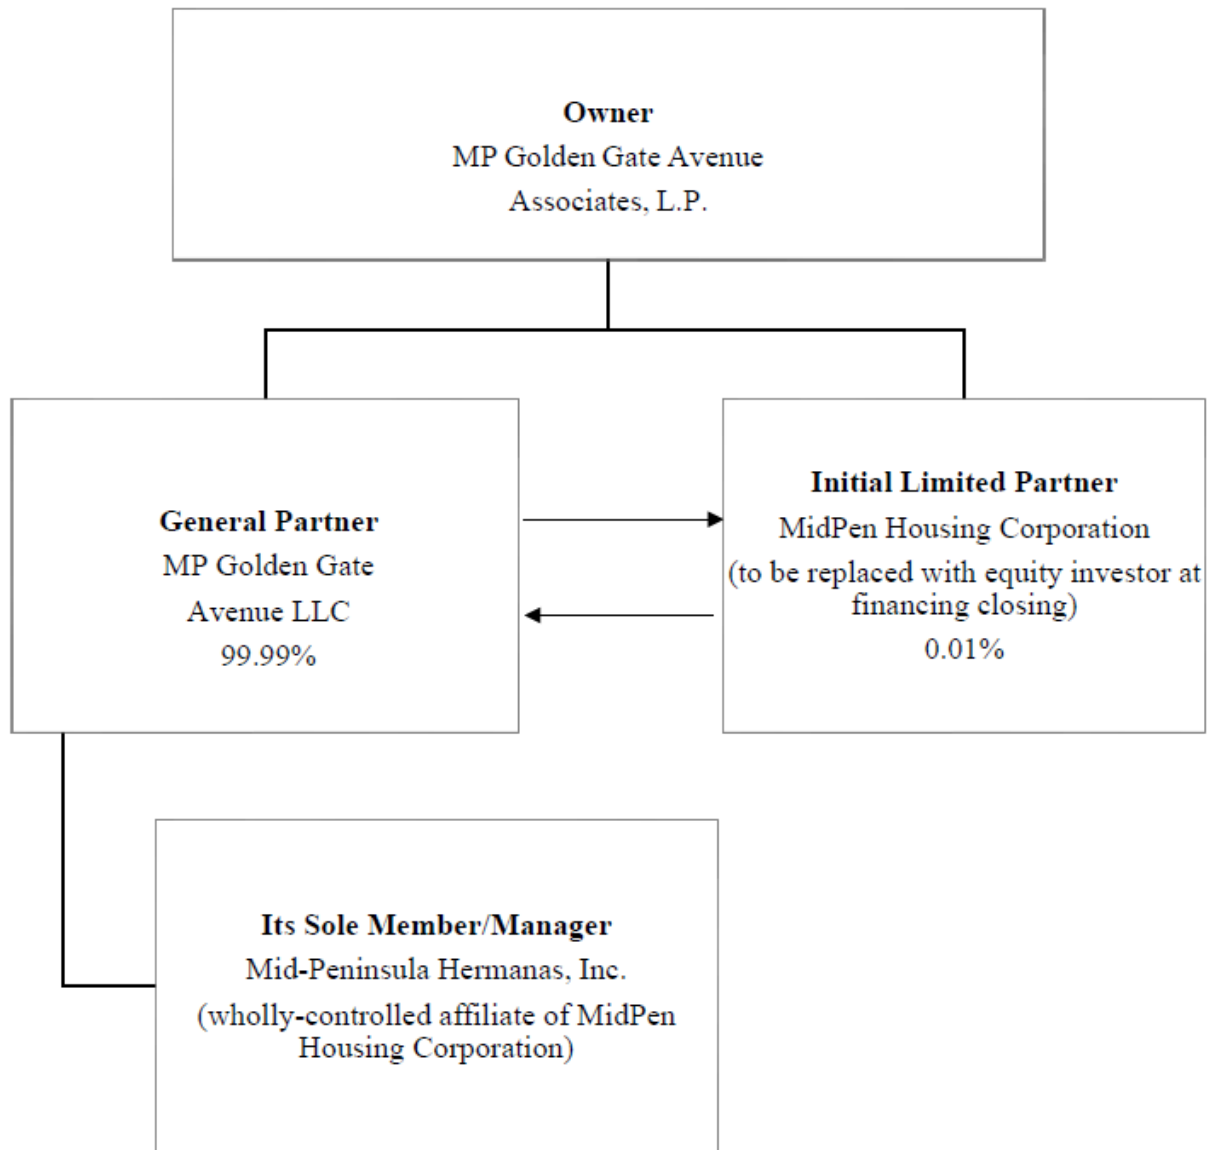 Owner
MP Golden Gate Avenue
Associates, L.P.
General Partner
MP Golden Gate
Avenue LLC
99.99%
Initial Limited Partner
MidPen Housing Corporation
(to be replaced with equity investor at
financing closing)
0.01%
Its Sole Member/Manager
Mid-Peninsula Hermanas, Inc.
(wholly-controlled affiliate of MidPen
Housing Corporation)